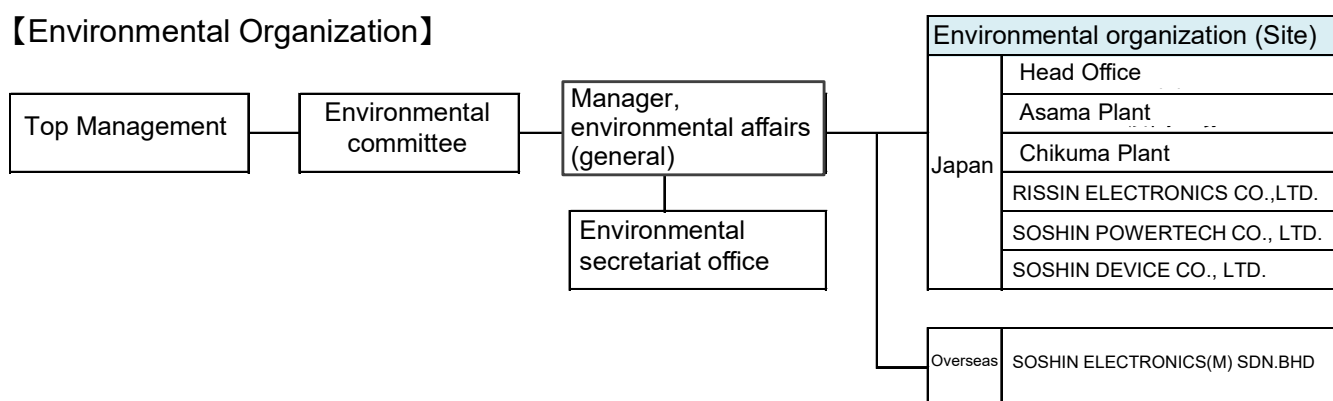 【Environmental Organization】
Top Management
Environmental
committee
Manager,
environmental affairs
(general)
Environmental
secretariat office
Environmental organization (Site)
Japan
Head Office
Asama Plant
Chikuma Plant
RISSIN ELECTRONICS CO.,LTD.
SOSHIN POWERTECH CO., LTD.
SOSHIN DEVICE CO., LTD.
Overseas
SOSHIN ELECTRONICS(M) SDN.BHD